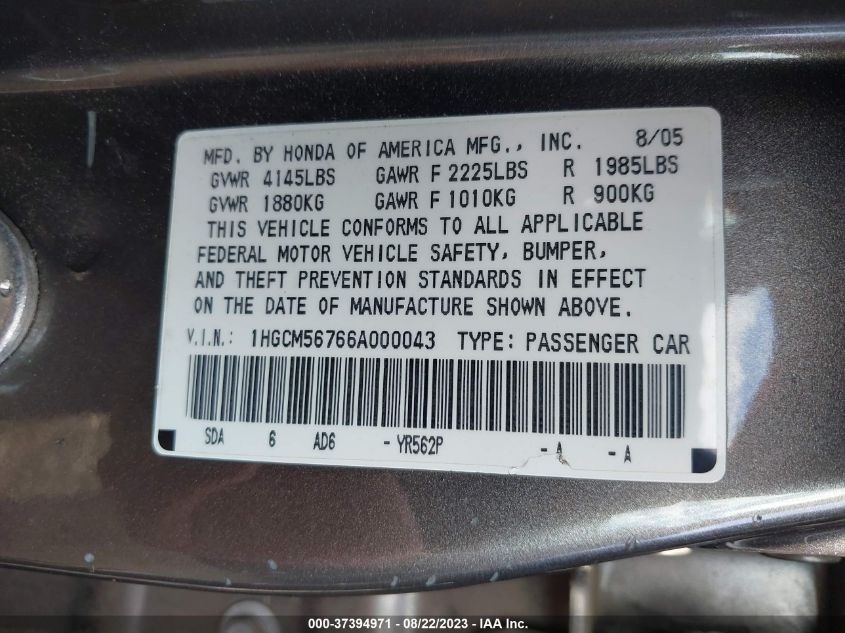 MFD. BY HONDA OF AMERICA MFG., INC. 8/05
GVWR 4145LBS GAWR F 2225LBS R 1985LBS
GVWR 1880KG GAWR F 1010KG R 900KG
THIS VEHICLE CONFORMS TO ALL APPLICABLE
FEDERAL MOTOR VEHICLE SAFETY, BUMPER,
AND THEFT PREVENTION STANDARDS IN EFFECT
ON THE DATE OF MANUFACTURE SHOWN ABOVE.
V.I.N.: 1HGCM56766A000043 TYPE: PASSENGER CAR
SDA 6 AD6 - YR562P - A - A
000-37394971 - 08/22/2023 - IAA Inc.